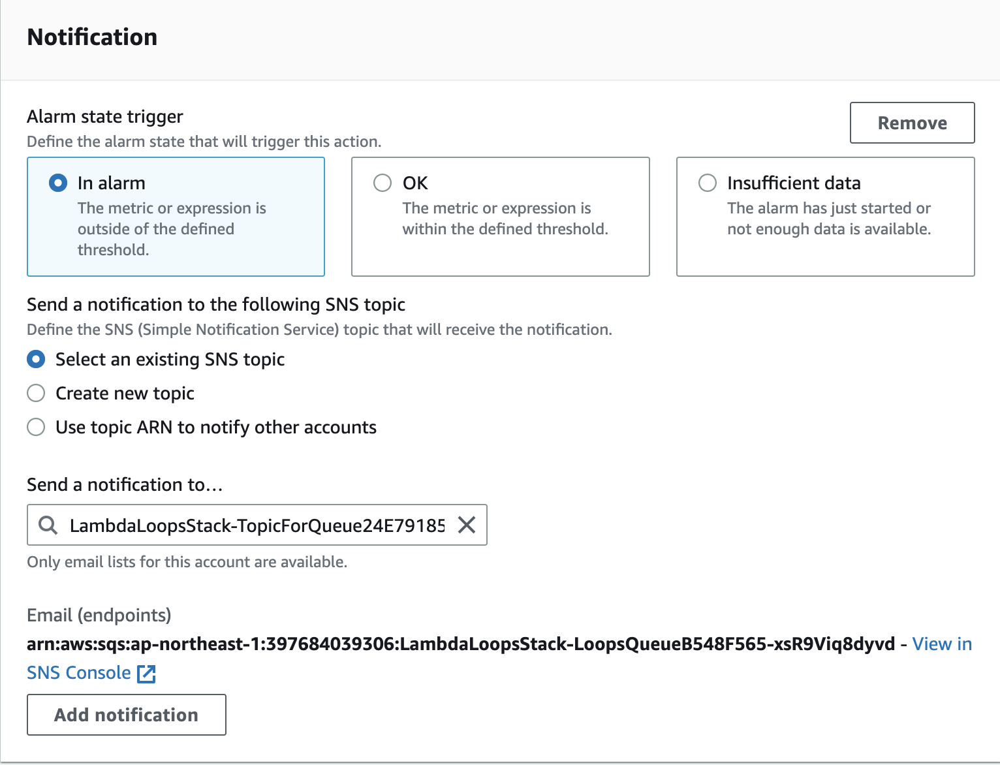 Notification
Alarm state trigger
Define the alarm state that will trigger this action.
Remove
In alarm
The metric or expression is
outside of the defined
threshold.
OK
The metric or expression is
within the defined threshold.
Insufficient data
The alarm has just started or
not enough data is available.
Send a notification to the following SNS topic
Define the SNS (Simple Notification Service) topic that will receive the notification.
Select an existing SNS topic
Create new topic
Use topic ARN to notify other accounts
Send a notification to…
LambdaLoopsStack-TopicForQueue24E79185
Only email lists for this account are available.
Email (endpoints)
arn:aws:sqs:ap-northeast-1:397684039306:LambdaLoopsStack-LoopsQueueB548F565-xsR9Viq8dyvd - View in
SNS Console
Add notification